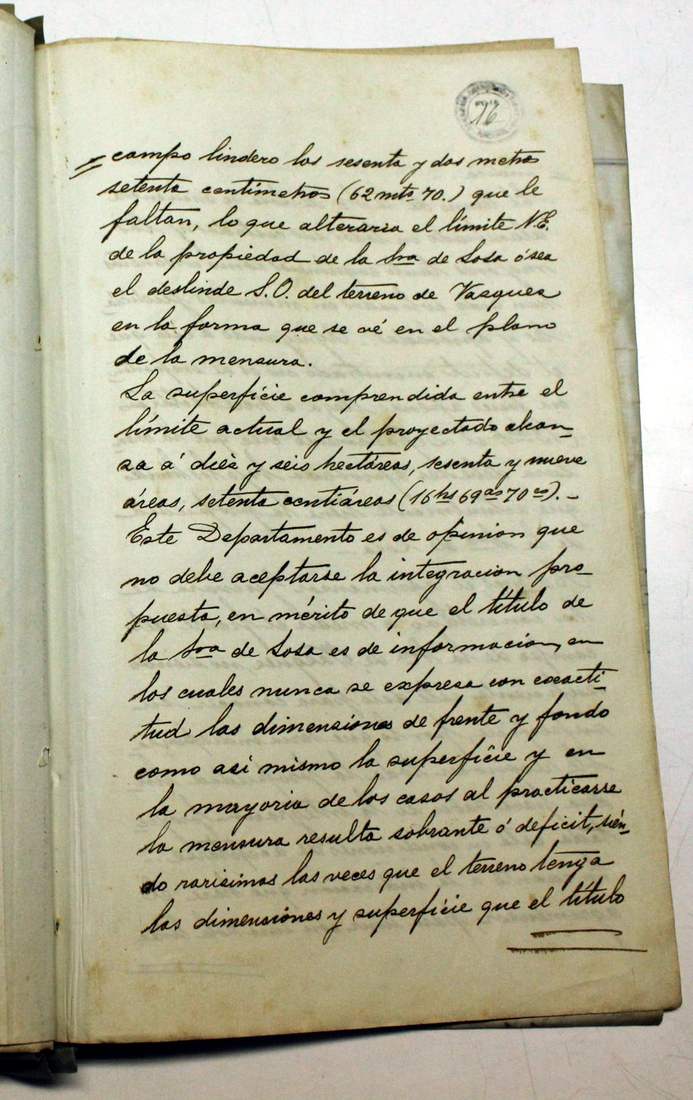 16
campo lindero los sesenta y dos metros
setenta centímetros (62 mts 70.) que le
faltan, lo que alteraria el límite N.E.
de la propiedad de la Sra de Sosa ó sea
el deslinde S.O. del terreno de Vasquez
en la forma que se vé en el plano
de la mensura.
La superficie comprendida entre el
límite actual y el proyectado alcan-
za á diez y seis hectáreas, sesenta y nueve
áreas, setenta centiáreas (16 hs 69 as 70 cs). -
Este Departamento es de opinion que
no debe aceptarse la integracion pro-
puesta, en mérito de que el título de
la Sra de Sosa es de informacion, en
los cuales nunca se expresa con exacti-
tud las dimensiones de frente y fondo
como asi mismo la superficie y en
la mayoria de los casos al practicarse
la mensura resulta sobrante ó deficit, sién-
do rarisimas las veces que el terreno tenga
las dimensiones y superficie que el título